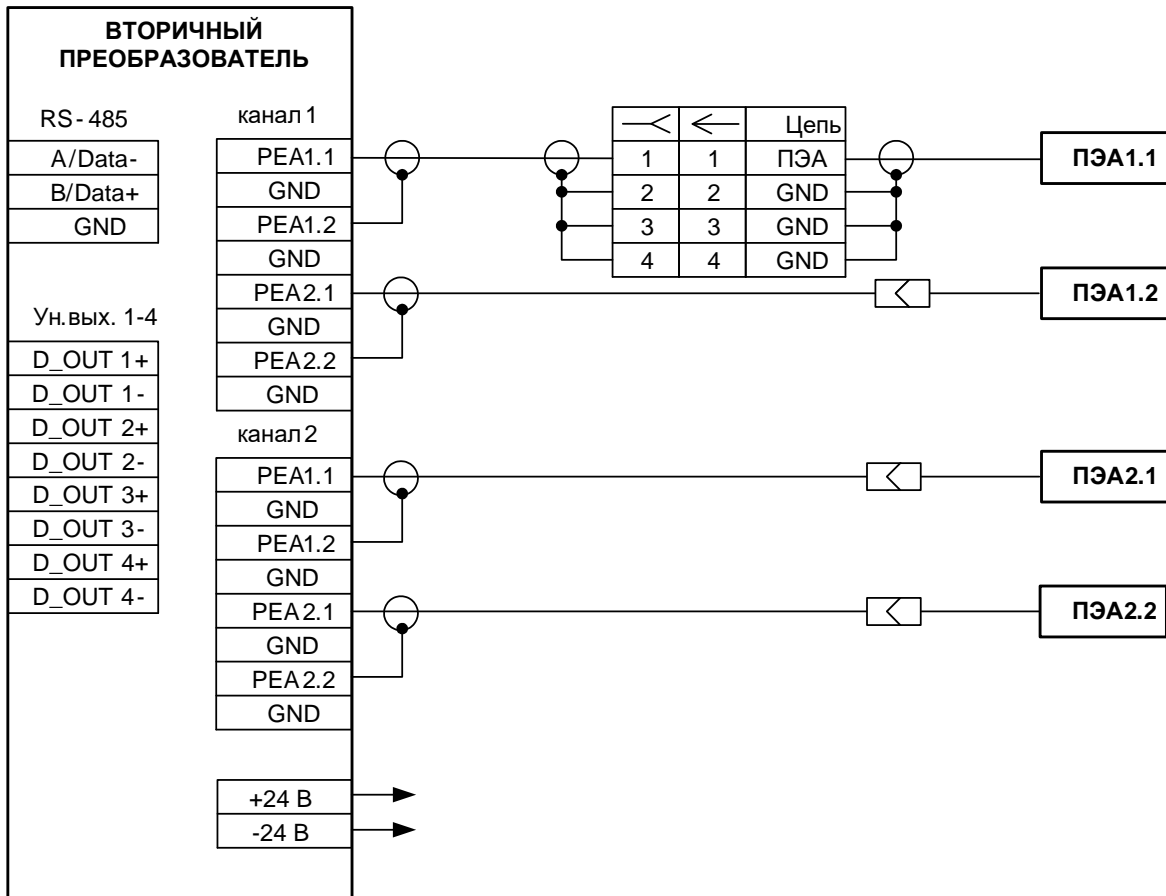 ВТОРИЧНЫЙ
ПРЕОБРАЗОВАТЕЛЬ
RS-485
A/Data-
B/Data+
GND
Ун.вых. 1-4
D_OUT 1+
D_OUT 1-
D_OUT 2+
D_OUT 2-
D_OUT 3+
D_OUT 3-
D_OUT 4+
D_OUT 4-
канал 1
PEA1.1
GND
PEA1.2
GND
PEA2.1
GND
PEA2.2
GND
канал 2
PEA1.1
GND
PEA1.2
GND
PEA2.1
GND
PEA2.2
GND
+24 В
-24 В
Цепь
1 1 ПЭА
2 2 GND
3 3 GND
4 4 GND
ПЭА1.1
ПЭА1.2
ПЭА2.1
ПЭА2.2